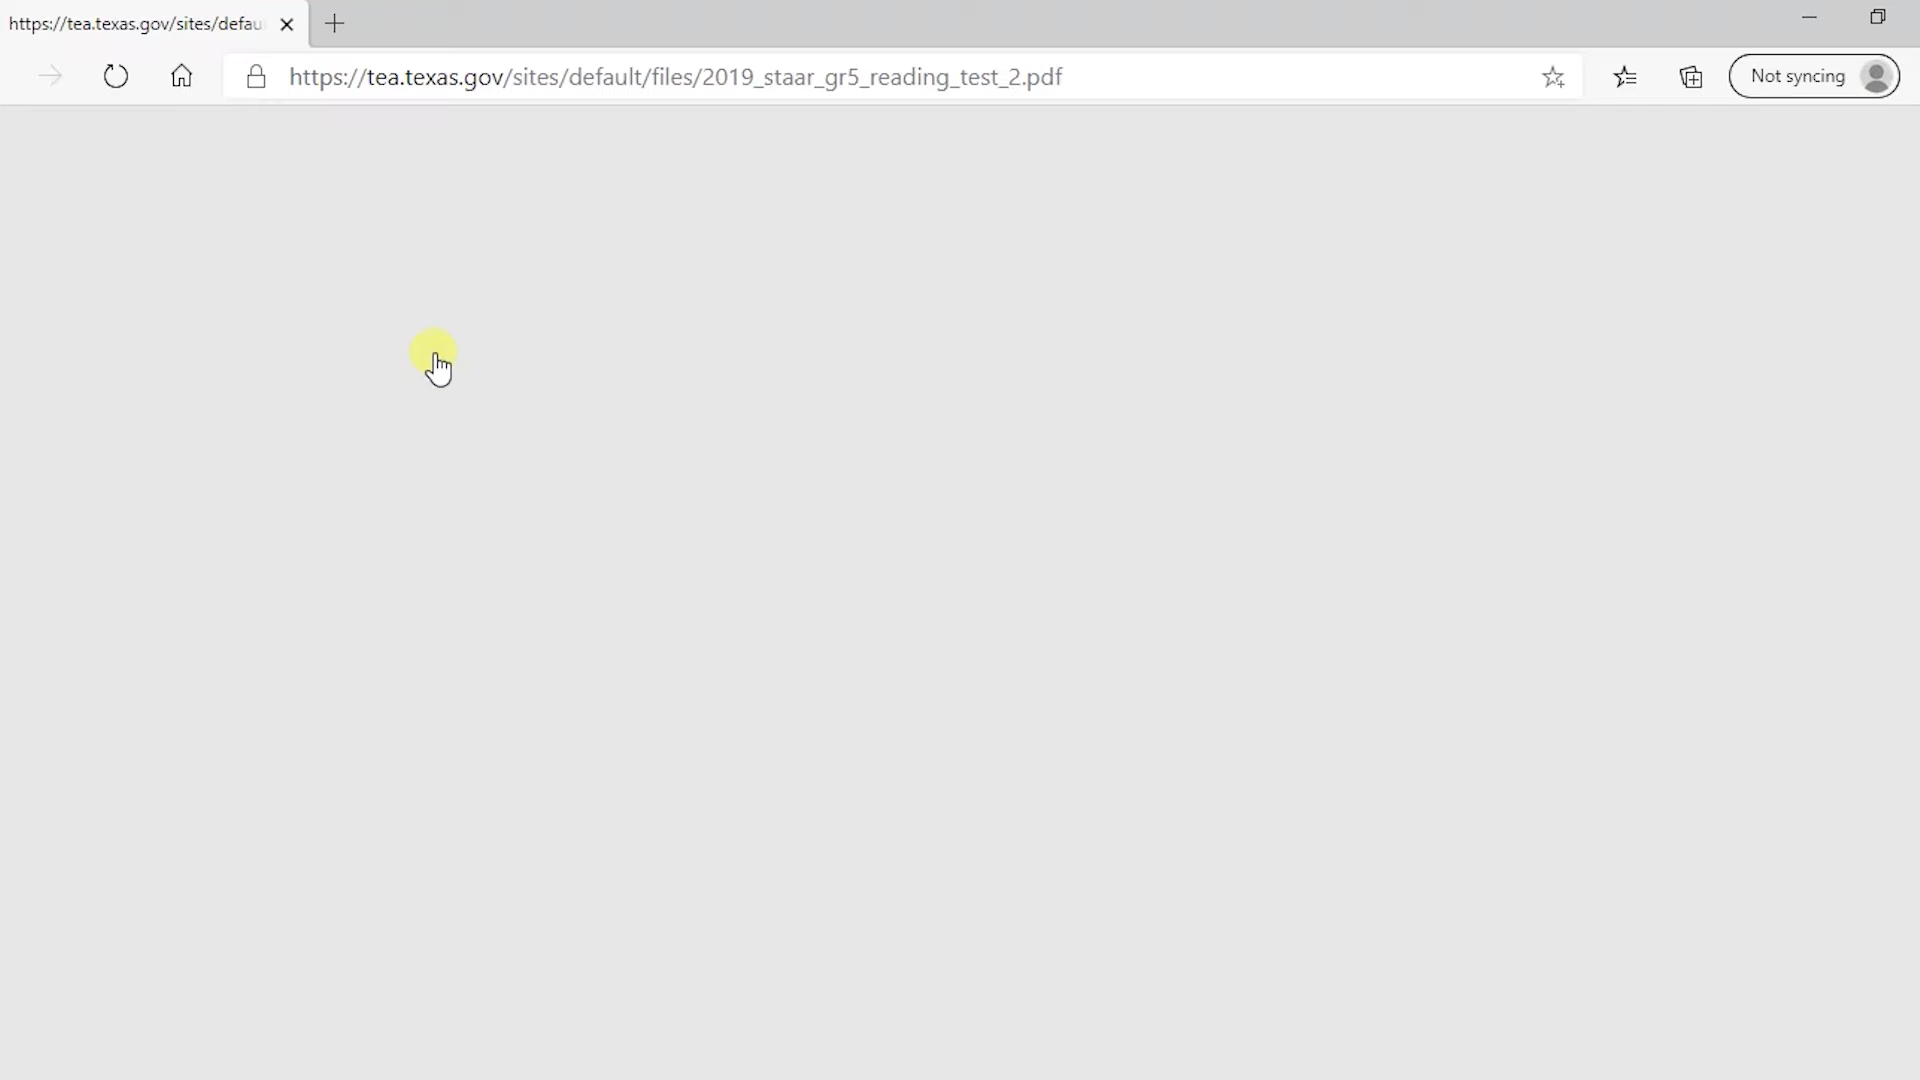 https://tea.texas.gov/sites/defau
https://tea.texas.gov/sites/default/files/2019_staar_gr5_reading_test_2.pdf
Not syncing